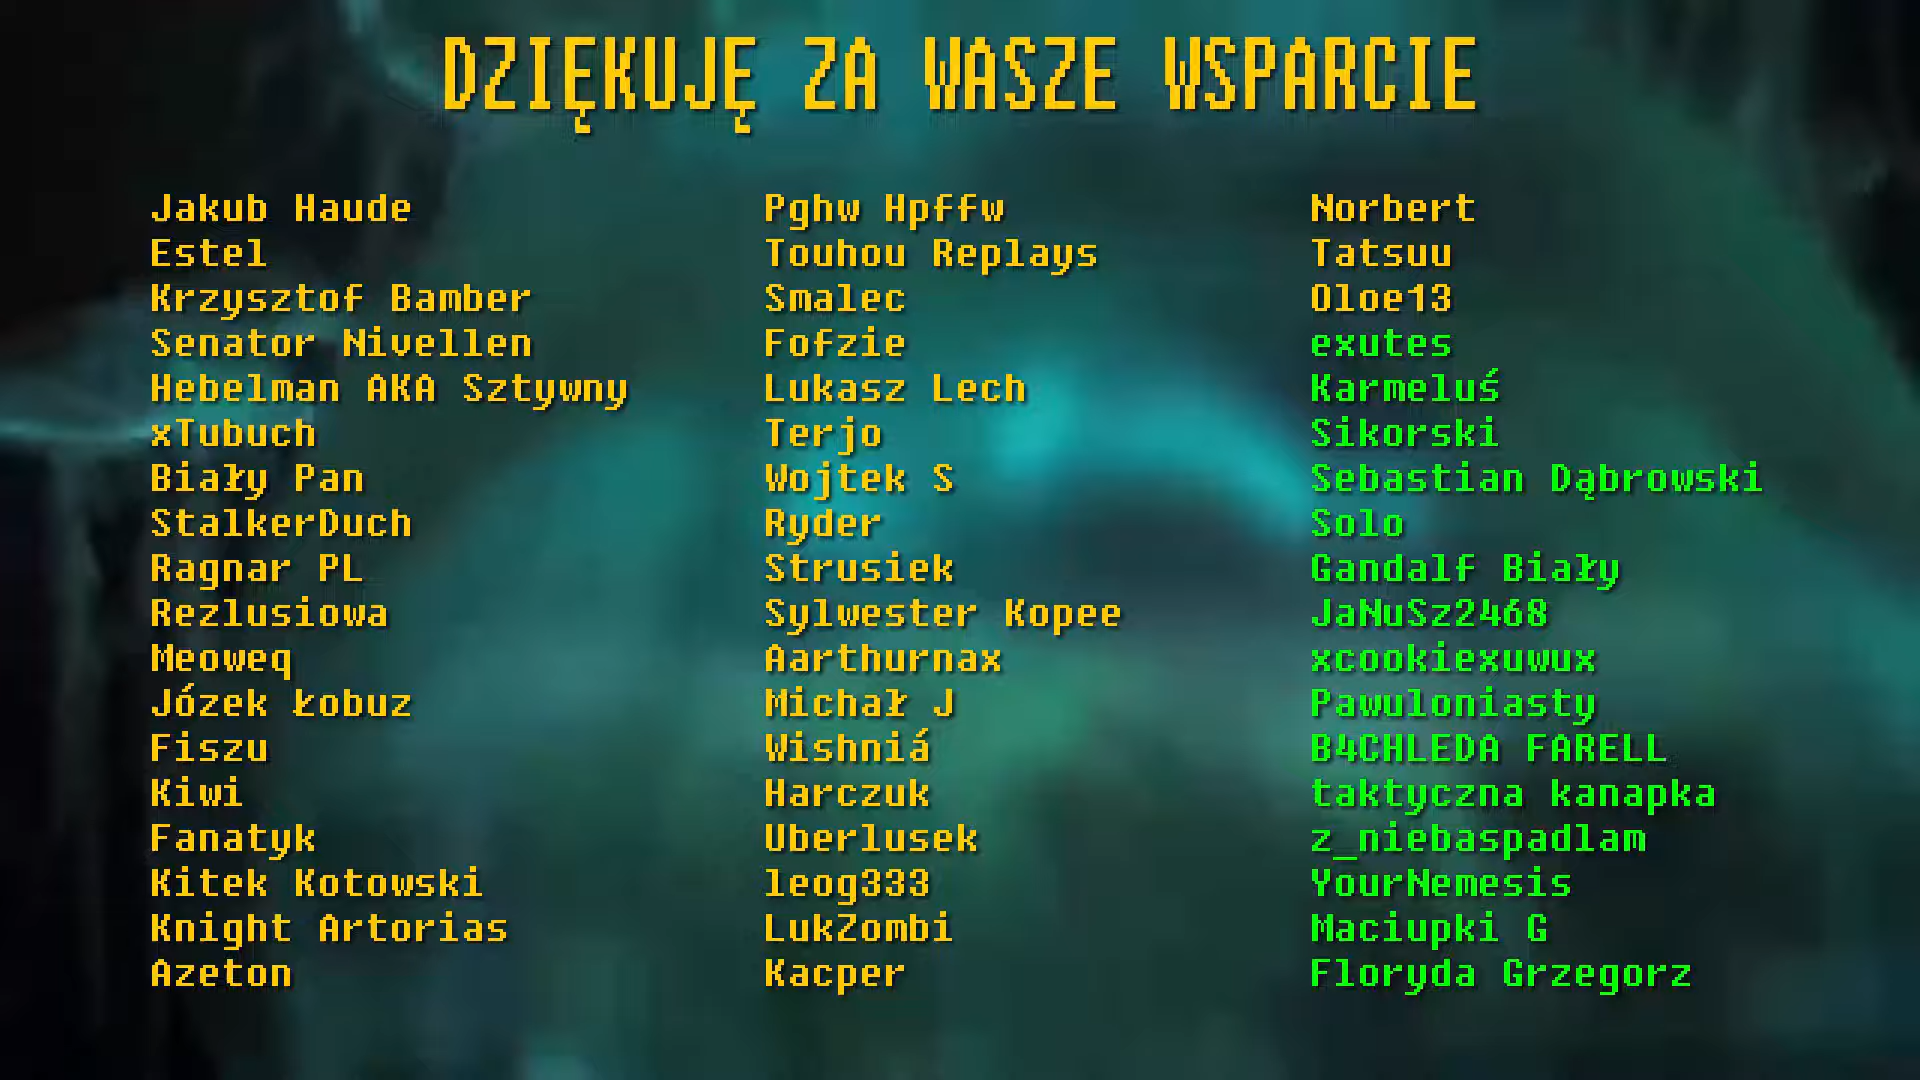 DZIĘKUJĘ ZA WASZE WSPARCIE
Jakub Haude
Estel
Krzysztof Bamber
Senator Nivellen
Hebelman AKA Sztywny
xTubuch
Biały Pan
StalkerDuch
Ragnar PL
Rezlusiowa
Meoweq
Józek Łobuz
Fiszu
Kiwi
Fanatyk
Kitek Kotowski
Knight Artorias
Azeton
Pghw Hpffw
Touhou Replays
Smalec
Fofzie
Lukasz Lech
Terjo
Wojtek S
Ryder
Strusiek
Sylwester Kopee
Aarthurnax
Michał J
Wishniá
Harczuk
Uberlusek
leog333
LukZombi
Kacper
Norbert
Tatsuu
Oloe13
exutes
Karmeluś
Sikorski
Sebastian Dąbrowski
Solo
Gandalf Biały
JaNuSz2468
xcookiexuwux
Pawuloniasty
B4CHLEDA FARELL
taktyczna kanapka
z_niebaspadlam
YourNemesis
Maciupki G
Floryda Grzegorz